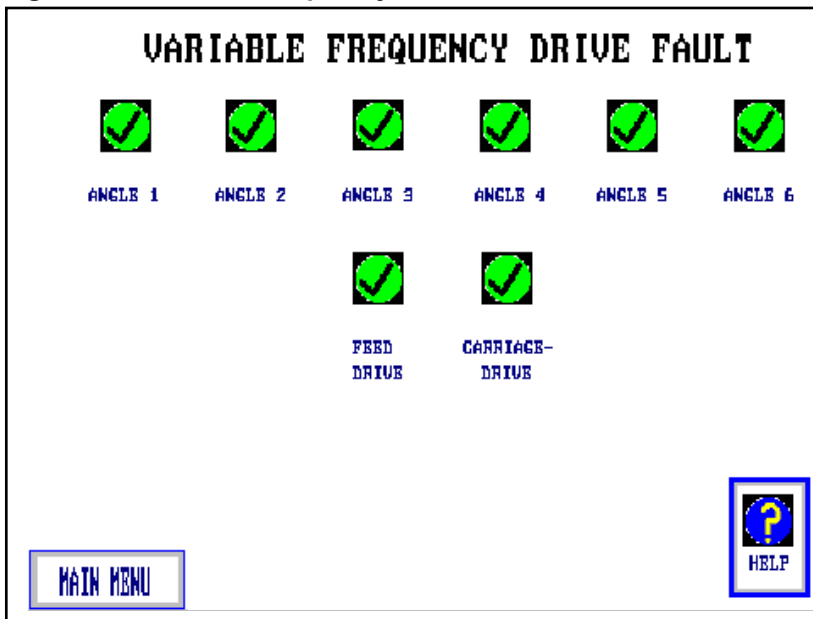 VARIABLE FREQUENCY DRIVE FAULT
ANGLE 1 ANGLE 2 ANGLE 3 ANGLE 4 ANGLE 5 ANGLE 6
FEED DRIVE
CARRIAGE-DRIVE
HELP
MAIN MENU